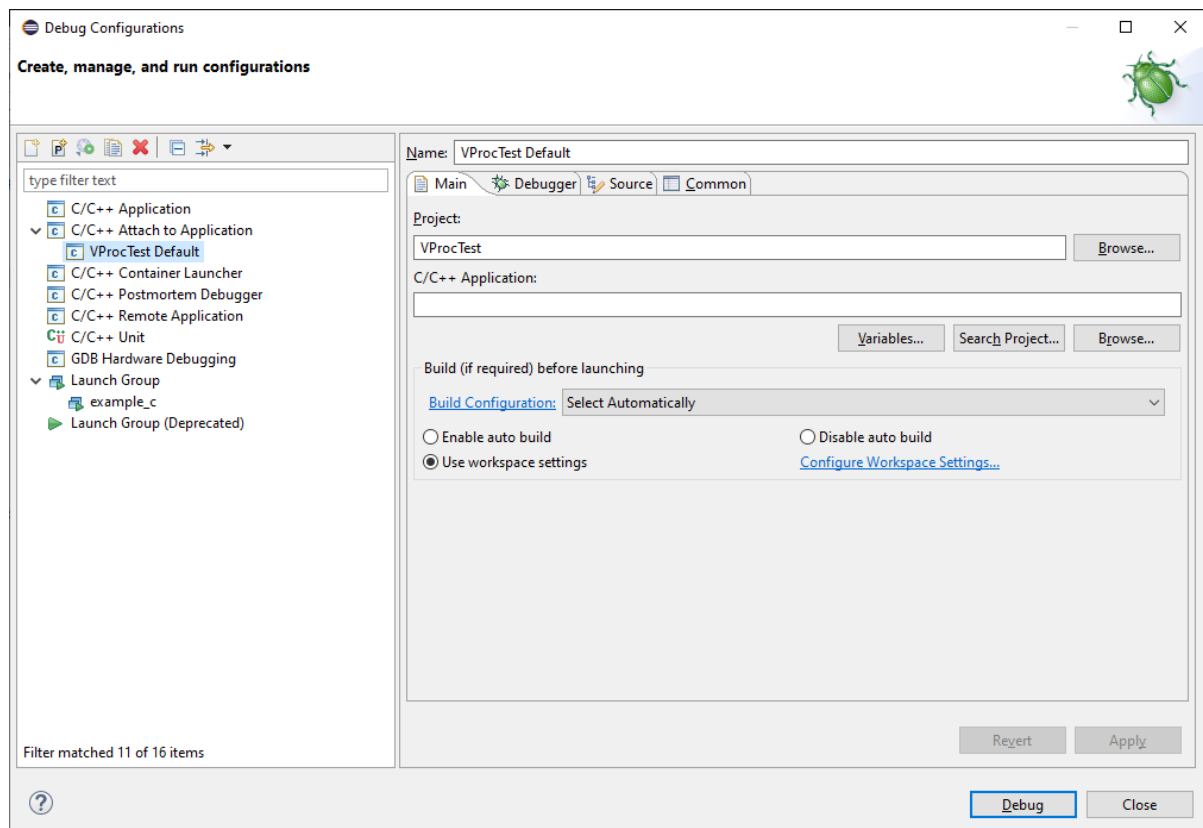 Debug Configurations
Create, manage, and run configurations
type filter text
C/C++ Application
C/C++ Attach to Application
VProcTest Default
C/C++ Container Launcher
C/C++ Postmortem Debugger
C/C++ Remote Application
C/C++ Unit
GDB Hardware Debugging
Launch Group
example_c
Launch Group (Deprecated)
Filter matched 11 of 16 items
Name: VProcTest Default
Main Debugger Source Common
Project:
VProcTest Browse...
C/C++ Application:
Variables... Search Project... Browse...
Build (if required) before launching
Build Configuration: Select Automatically
Enable auto build Disable auto build
Use workspace settings Configure Workspace Settings...
Revert Apply
Debug Close